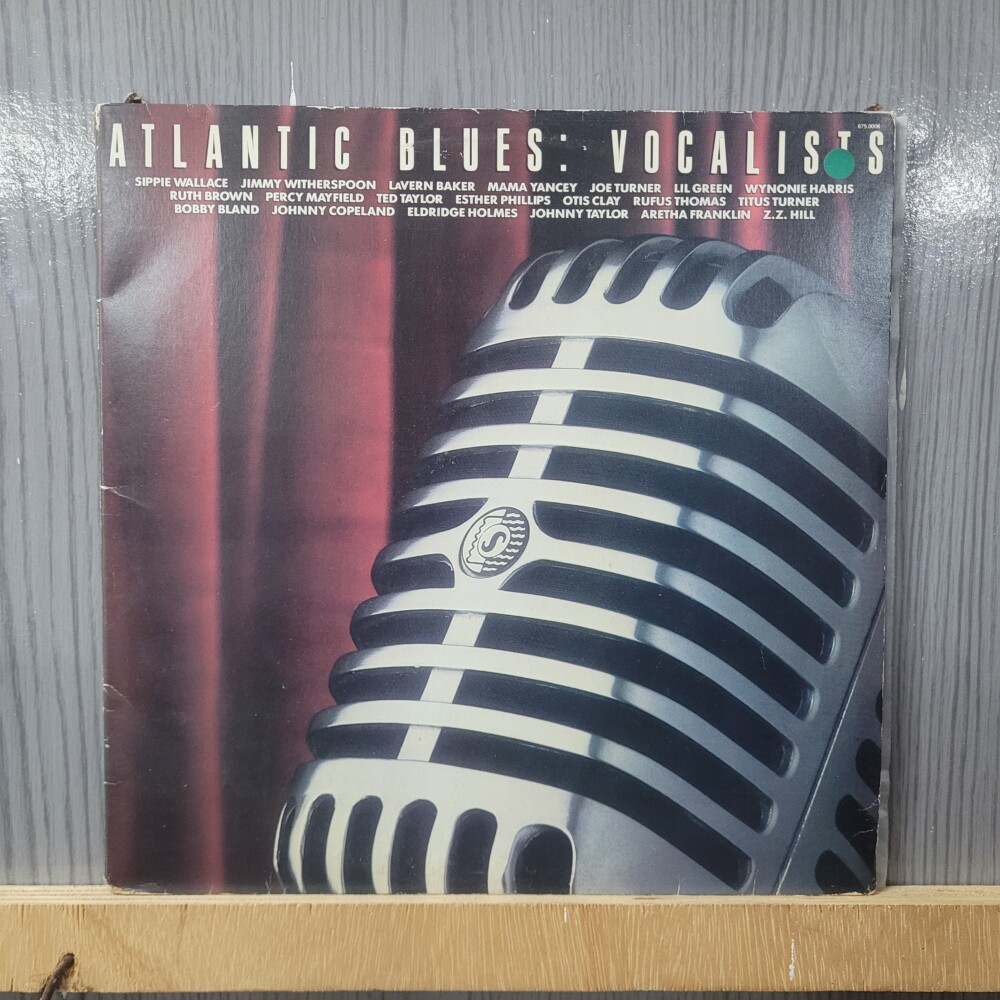 ATLANTIC BLUES: VOCALISTS
675.0006
SIPPIE WALLACE JIMMY WITHERSPOON LAVERN BAKER MAMA YANCEY JOE TURNER LIL GREEN WYNONIE HARRIS
RUTH BROWN PERCY MAYFIELD TED TAYLOR ESTHER PHILLIPS OTIS CLAY RUFUS THOMAS TITUS TURNER
BOBBY BLAND JOHNNY COPELAND ELDRIDGE HOLMES JOHNNY TAYLOR ARETHA FRANKLIN Z.Z. HILL
S